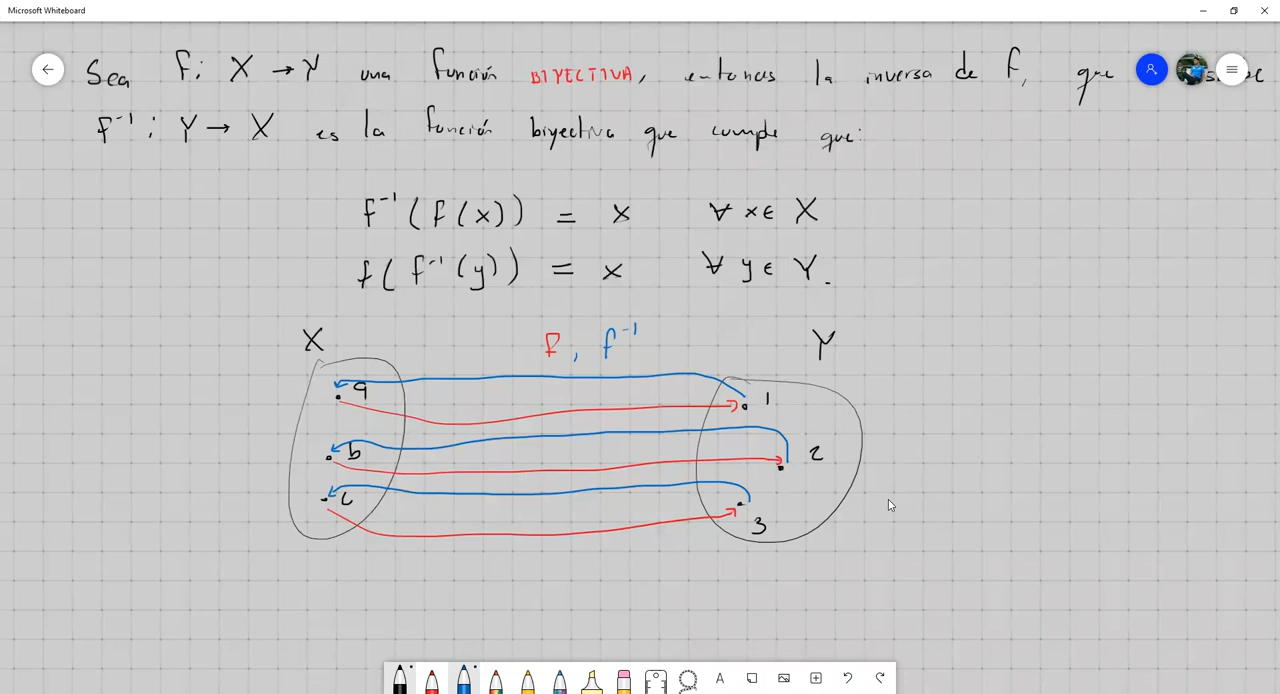 Microsoft Whiteboard
Sea f: X → Y una función BIYECTIVA, entonces la inversa de f, que
f⁻¹: Y → X es la función biyectiva que cumple que:
f⁻¹(f(x)) = x ∀ x ∈ X
f(f⁻¹(y)) = x ∀ y ∈ Y.
X f, f⁻¹ Y
a 1
b 2
c 3